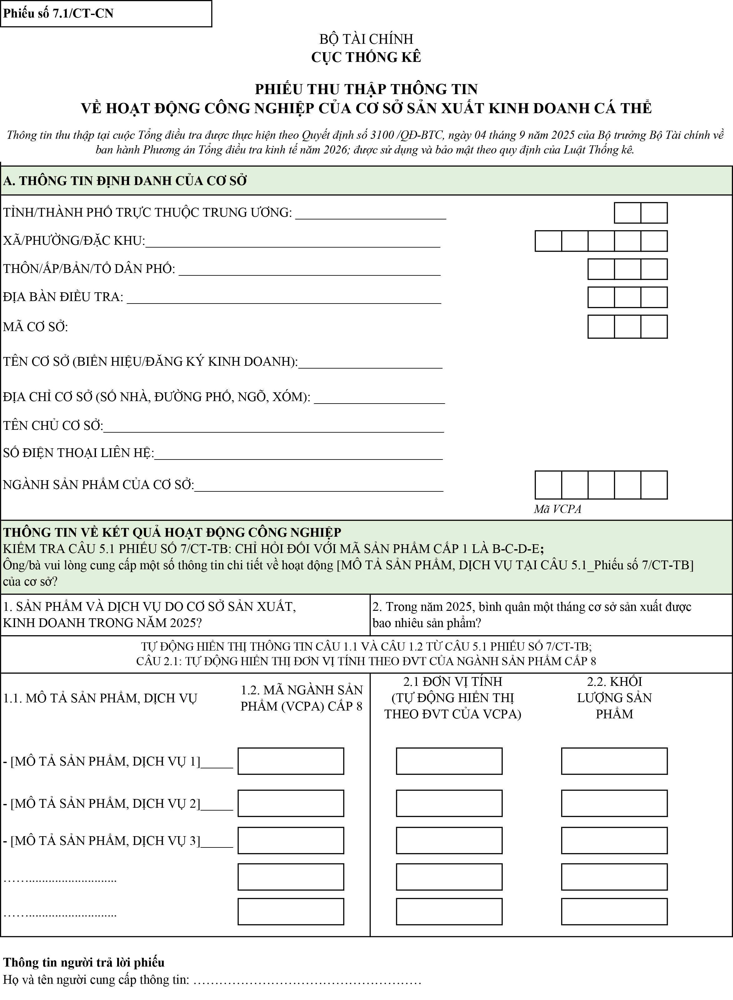 Phiếu số 7.1/CT-CN
BỘ TÀI CHÍNH
CỤC THỐNG KÊ
PHIẾU THU THẬP THÔNG TIN
VỀ HOẠT ĐỘNG CÔNG NGHIỆP CỦA CƠ SỞ SẢN XUẤT KINH DOANH CÁ THỂ
Thông tin thu thập tại cuộc Tổng điều tra được thực hiện theo Quyết định số 3100 /QĐ-BTC, ngày 04 tháng 9 năm 2025 của Bộ trưởng Bộ Tài chính về
ban hành Phương án Tổng điều tra kinh tế năm 2026; được sử dụng và bảo mật theo quy định của Luật Thống kê.
A. THÔNG TIN ĐỊNH DANH CỦA CƠ SỞ
TỈNH/THÀNH PHỐ TRỰC THUỘC TRUNG ƯƠNG: _______________________
XÃ/PHƯỜNG/ĐẶC KHU:_____________________________________________
THÔN/ẤP/BẢN/TỔ DÂN PHỐ: ________________________________________
ĐỊA BÀN ĐIỀU TRA: ________________________________________________
MÃ CƠ SỞ:
TÊN CƠ SỞ (BIỂN HIỆU/ĐĂNG KÝ KINH DOANH):______________________
ĐỊA CHỈ CƠ SỞ (SỐ NHÀ, ĐƯỜNG PHỐ, NGÕ, XÓM): ____________________
TÊN CHỦ CƠ SỞ:____________________________________________________
SỐ ĐIỆN THOẠI LIÊN HỆ:____________________________________________
NGÀNH SẢN PHẨM CỦA CƠ SỞ:______________________________________
Mã VCPA
THÔNG TIN VỀ KẾT QUẢ HOẠT ĐỘNG CÔNG NGHIỆP
KIỂM TRA CÂU 5.1 PHIẾU SỐ 7/CT-TB: CHỈ HỎI ĐỐI VỚI MÃ SẢN PHẨM CẤP 1 LÀ B-C-D-E;
Ông/bà vui lòng cung cấp một số thông tin chi tiết về hoạt động [MÔ TẢ SẢN PHẨM, DỊCH VỤ TẠI CÂU 5.1_Phiếu số 7/CT-TB]
của cơ sở?
1. SẢN PHẨM VÀ DỊCH VỤ DO CƠ SỞ SẢN XUẤT,
KINH DOANH TRONG NĂM 2025?
2. Trong năm 2025, bình quân một tháng cơ sở sản xuất được
bao nhiêu sản phẩm?
TỰ ĐỘNG HIỂN THỊ THÔNG TIN CÂU 1.1 VÀ CÂU 1.2 TỪ CÂU 5.1 PHIẾU SỐ 7/CT-TB;
CÂU 2.1: TỰ ĐỘNG HIỂN THỊ ĐƠN VỊ TÍNH THEO ĐVT CỦA NGÀNH SẢN PHẨM CẤP 8
1.1. MÔ TẢ SẢN PHẨM, DỊCH VỤ
1.2. MÃ NGÀNH SẢN
PHẨM (VCPA) CẤP 8
2.1 ĐƠN VỊ TÍNH
(TỰ ĐỘNG HIỂN THỊ
THEO ĐVT CỦA VCPA)
2.2. KHỐI
LƯỢNG SẢN
PHẨM
- [MÔ TẢ SẢN PHẨM, DỊCH VỤ 1]_____
- [MÔ TẢ SẢN PHẨM, DỊCH VỤ 2]_____
- [MÔ TẢ SẢN PHẨM, DỊCH VỤ 3]_____
……...........................
……...........................
Thông tin người trả lời phiếu
Họ và tên người cung cấp thông tin: ………………………………………………